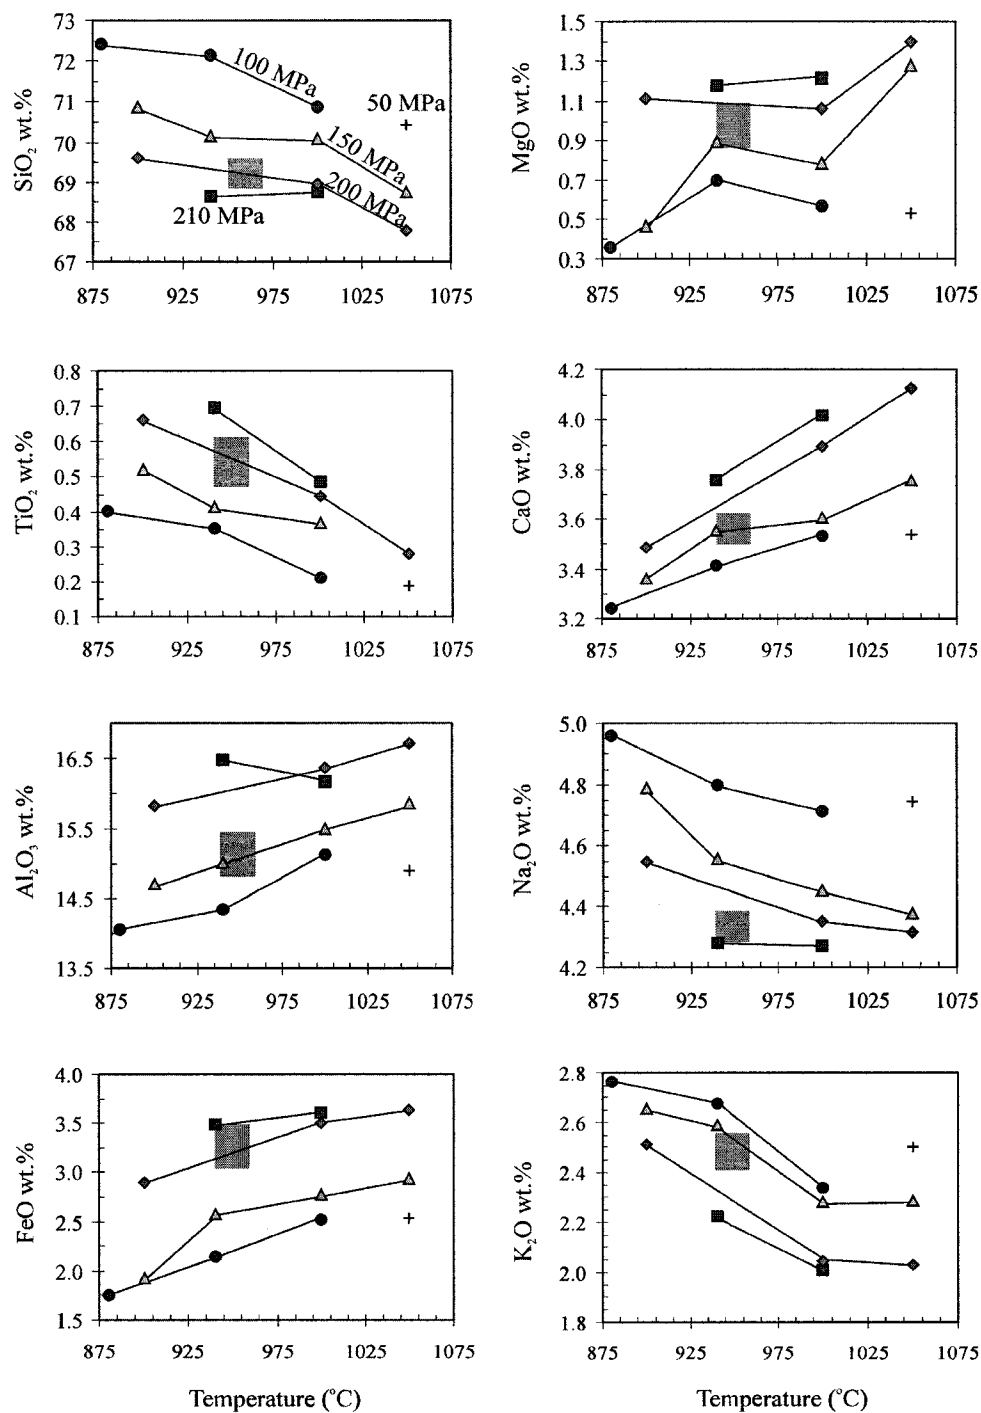 SiO2 wt.%
73
72
71
70
69
68
67
100 MPa
50 MPa
150 MPa
200 MPa
210 MPa
875 925 975 1025 1075
MgO wt.%
1.5
1.3
1.1
0.9
0.7
0.5
0.3
875 925 975 1025 1075
TiO2 wt.%
0.8
0.7
0.6
0.5
0.4
0.3
0.2
0.1
875 925 975 1025 1075
CaO wt.%
4.2
4.0
3.8
3.6
3.4
3.2
875 925 975 1025 1075
Al2O3 wt.%
16.5
15.5
14.5
13.5
875 925 975 1025 1075
Na2O wt.%
5.0
4.8
4.6
4.4
4.2
875 925 975 1025 1075
FeO wt.%
4.0
3.5
3.0
2.5
2.0
1.5
875 925 975 1025 1075
Temperature (°C)
K2O wt.%
2.8
2.6
2.4
2.2
2.0
1.8
875 925 975 1025 1075
Temperature (°C)